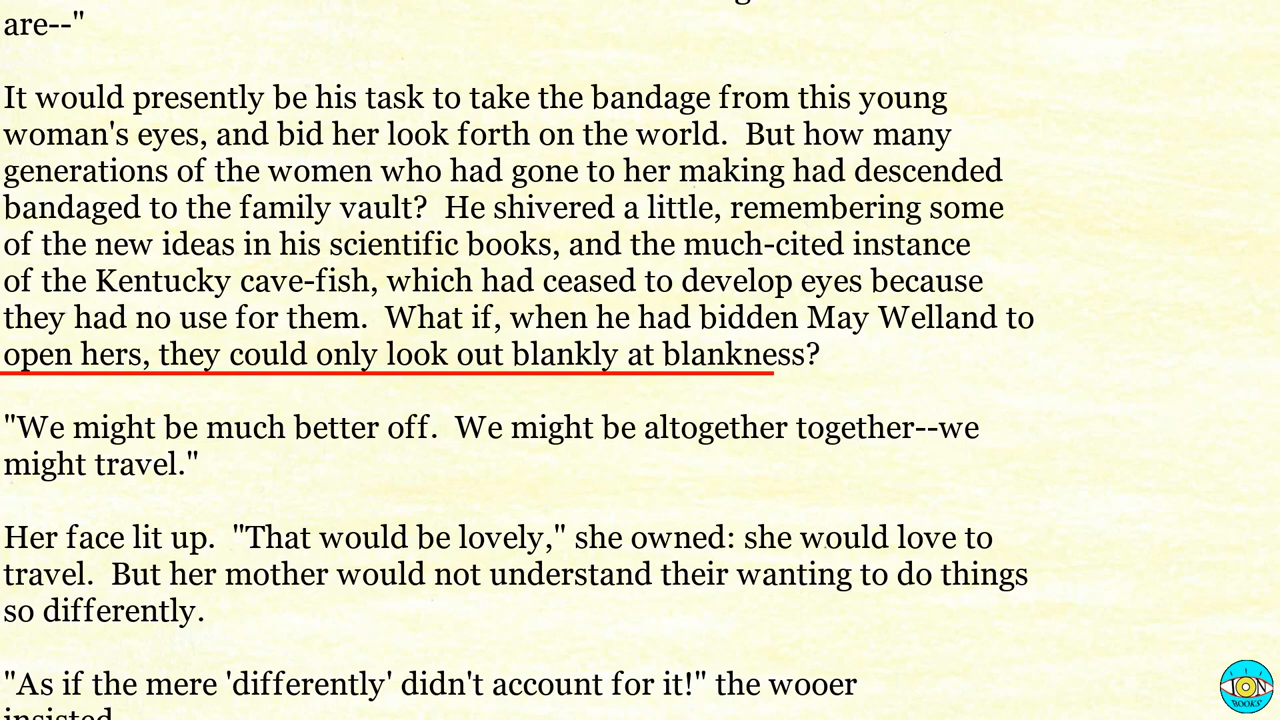 are--"
It would presently be his task to take the bandage from this young
woman's eyes, and bid her look forth on the world.  But how many
generations of the women who had gone to her making had descended
bandaged to the family vault?  He shivered a little, remembering some
of the new ideas in his scientific books, and the much-cited instance
of the Kentucky cave-fish, which had ceased to develop eyes because
they had no use for them.  What if, when he had bidden May Welland to
open hers, they could only look out blankly at blankness?
"We might be much better off.  We might be altogether together--we
might travel."
Her face lit up.  "That would be lovely," she owned: she would love to
travel.  But her mother would not understand their wanting to do things
so differently.
"As if the mere 'differently' didn't account for it!" the wooer
insisted
ION
BOOKS